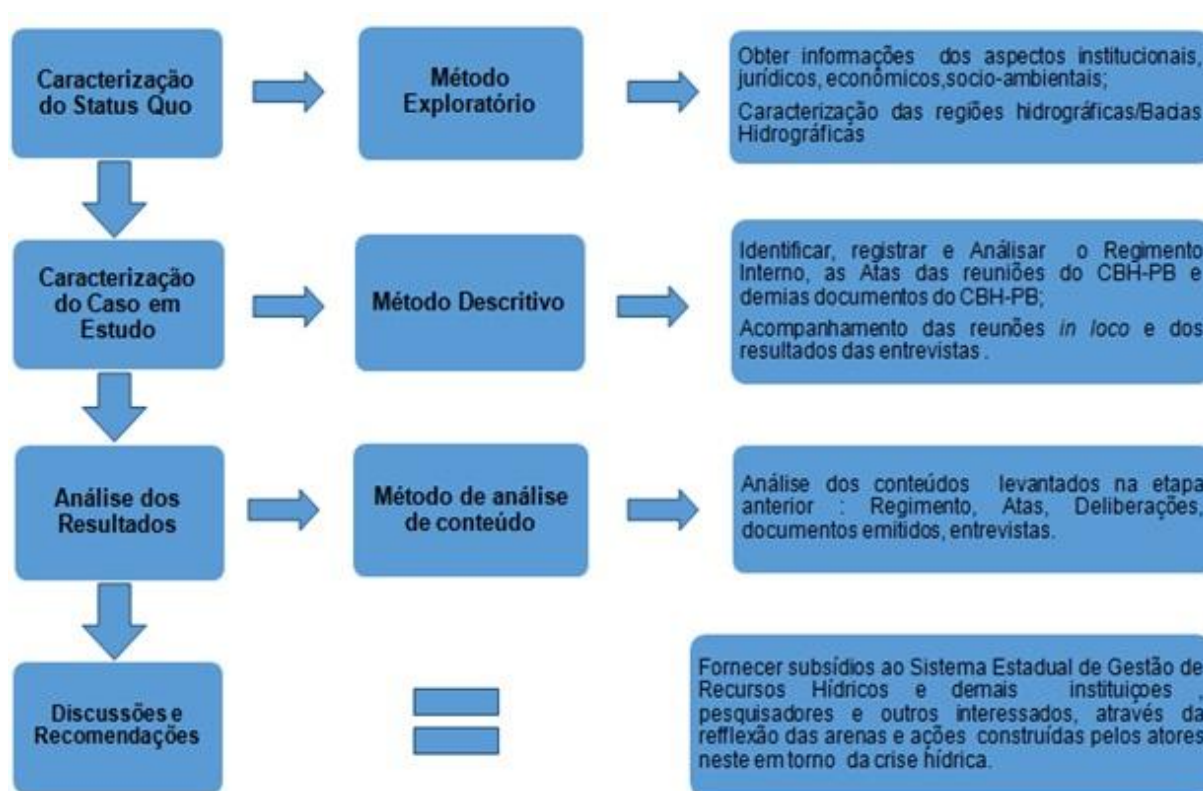 Caracterização
do Status Quo
Método
Exploratório
Obter informações dos aspectos institucionais,
jurídicos, econômicos,socio-ambientais;
Caracterização das regiões hidrográficas/Bacias
Hidrográficas
Caracterização
do Caso em
Estudo
Método Descritivo
Identificar, registrar e Análisar o Regimento
Interno, as Atas das reuniões do CBH-PB e
demias documentos do CBH-PB;
Acompanhamento das reunões in loco e dos
resultados das entrevistas .
Análise dos
Resultados
Método de análise
de conteúdo
Análise dos conteúdos levantados na etapa
anterior : Regimento, Atas, Deliberações,
documentos emitidos, entrevistas.
Discussões e
Recomendações
Fornecer subsídios ao Sistema Estadual de Gestão de
Recursos Hídricos e demais instituiçoes ,
pesquisadores e outros interessados, através da
refflexão das arenas e ações construídas pelos atores
neste em torno da crise hídrica.